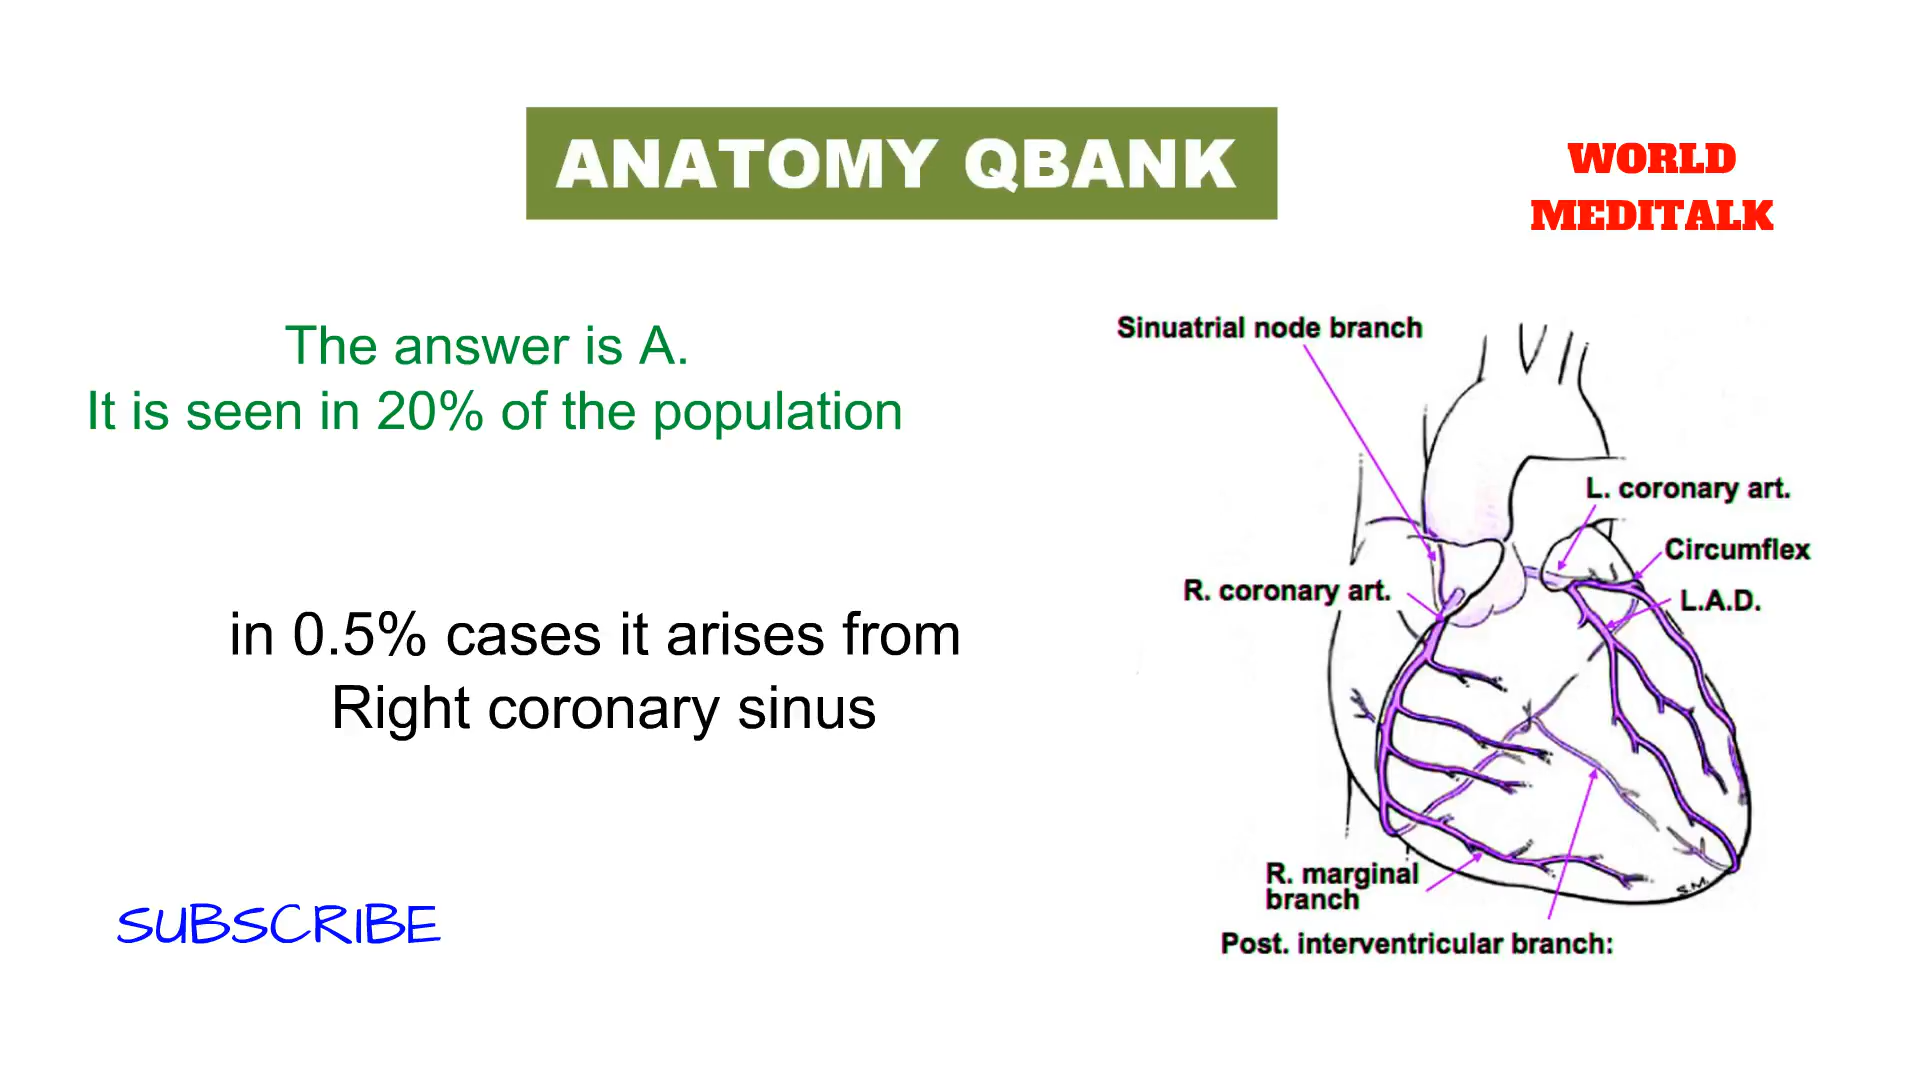 ANATOMY QBANK
WORLD
MEDITALK
The answer is A.
It is seen in 20% of the population
in 0.5% cases it arises from
Right coronary sinus
SUBSCRIBE
Sinuatrial node branch
L. coronary art.
Circumflex
R. coronary art.
L.A.D.
R. marginal
branch
S.M.
Post. interventricular branch: